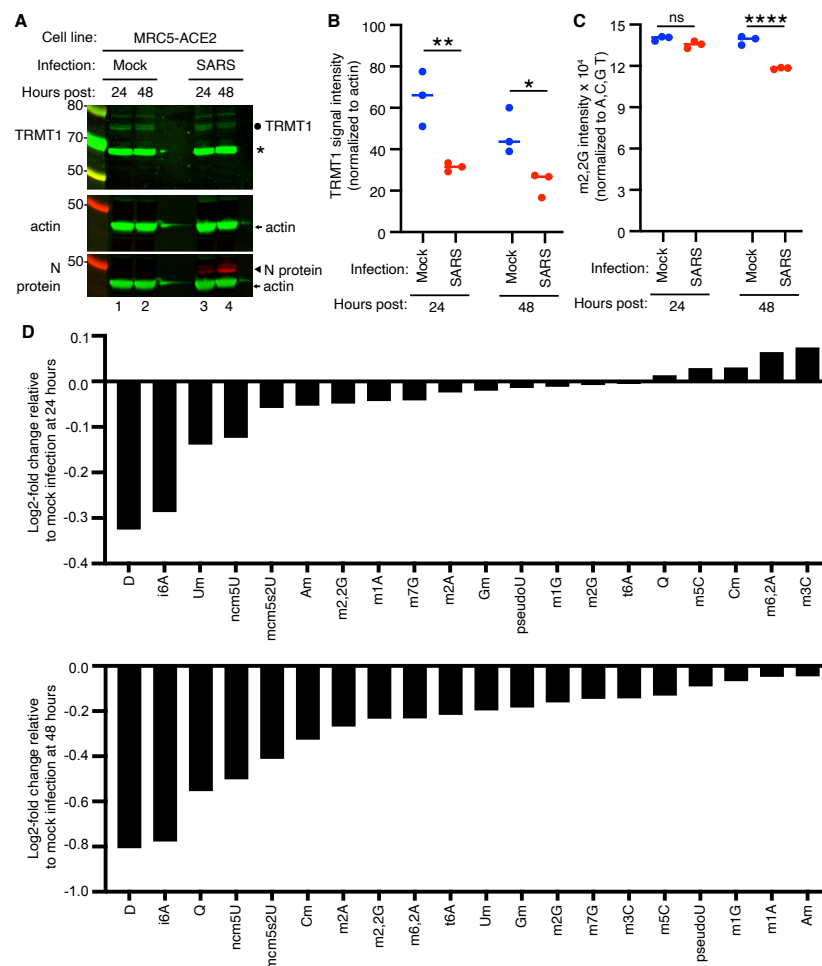 A
Cell line: MRC5-ACE2
Infection: Mock SARS
Hours post: 24 48 24 48
80
TRMT1 70 TRMT1
*
50
50
actin actin
N 50 N protein
protein actin
1 2 3 4
B
TRMT1 signal intensity
(normalized to actin)
100
80
60
40
20
0
**
*
Infection: Mock SARS Mock SARS
Hours post: 24 48
C
m2,2G intensity x 10⁴
(normalized to A,C,G T)
15
12
9
6
3
0
ns
****
Infection: Mock SARS Mock SARS
Hours post: 24 48
D
Log2-fold change relative
to mock infection at 24 hours
0.1
0.0
-0.1
-0.2
-0.3
-0.4
D i6A Um ncm5U mcm5s2U Am m2,2G m1A m7G m2A Gm pseudoU m1G m2G t6A Q m5C Cm m6,2A m3C
Log2-fold change relative
to mock infection at 48 hours
0.0
-0.2
-0.4
-0.6
-0.8
-1.0
D i6A Q ncm5U mcm5s2U Cm m2A m2,2G m6,2A t6A Um Gm m2G m7G m3C m5C pseudoU m1G m1A Am